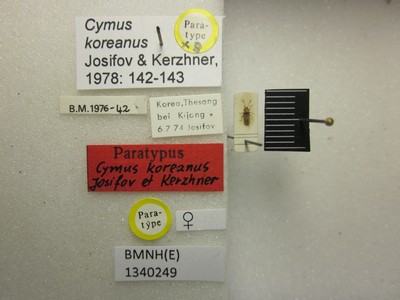 Cymus
koreanus
Josifov & Kerzhner,
1978: 142-143
Para-
type
B.M. 1976-42
Korea, Thesong
bei Kijong
6.7.74 Josifov
Paratypus
Cymus koreanus
Josifov et Kerzhner
Para-
type
♀
BMNH(E)
1340249